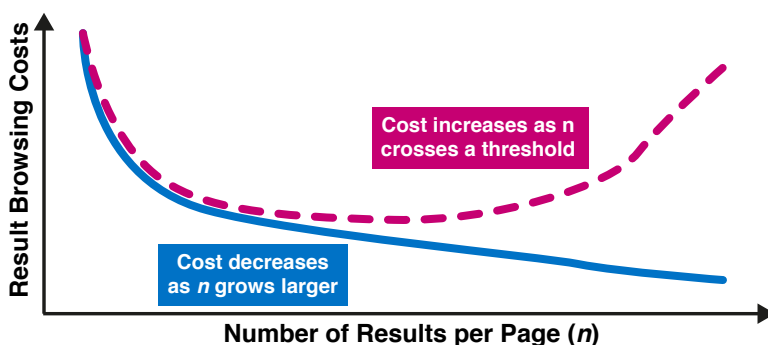 Result Browsing Costs
Cost increases as n
crosses a threshold
Cost decreases
as n grows larger
Number of Results per Page (n)